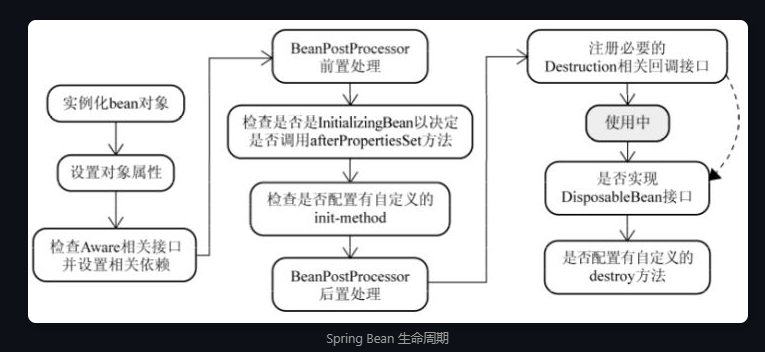 实例化bean对象
设置对象属性
检查Aware相关接口
并设置相关依赖
BeanPostProcessor
前置处理
检查是否是InitializingBean以决定
是否调用afterPropertiesSet方法
检查是否配置有自定义的
init-method
BeanPostProcessor
后置处理
注册必要的
Destruction相关回调接口
使用中
是否实现
DisposableBean接口
是否配置有自定义的
destroy方法
Spring Bean 生命周期